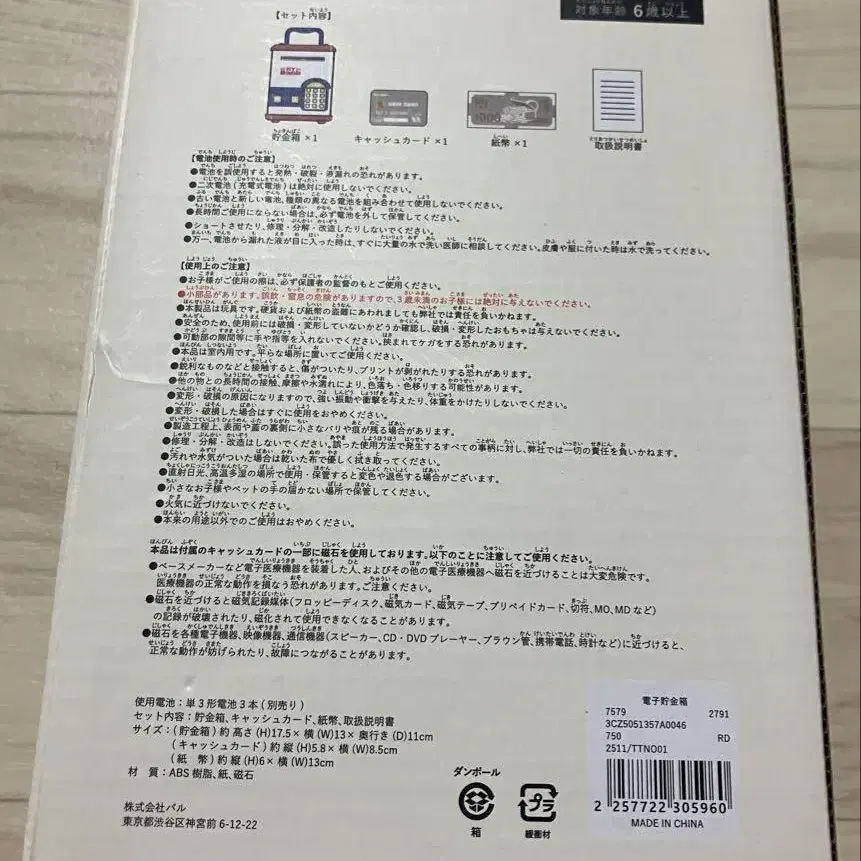 【セット内容】
対象年齢 6歳以上
貯金箱 ×1
キャッシュカード ×1
紙幣 ×1
取扱説明書
【電池使用時のご注意】
●電池を誤使用すると発熱・破裂・液漏れの恐れがあります。
●二次電池(充電式電池)は絶対に使用しないでください。
●古い電池と新しい電池、種類の異なる電池を組み合わせて使用しないでください。
●長時間ご使用にならない場合は、必ず電池を外して保管してください。
●ショートさせたり、修理・分解・改造したりしないでください。
●万一、電池から漏れた液が目に入った時は、すぐに大量の水で洗い医師に相談してください。皮膚や服に付いた時は水で洗ってください。
【使用上のご注意】
●お子様がご使用の際は、必ず保護者の監督のもとご使用ください。
●小部品があります。誤飲・窒息の危険がありますので、3歳未満のお子様には絶対に与えないでください。
●本製品は玩具です。硬貨および紙幣の盗難にあわれましても弊社では責任を負いかねます。
●安全のため、使用前には破損・変形していないかどうか確認し、破損・変形したおもちゃは与えないでください。
●可動部の隙間等に手や指等を入れないでください。挟まれてケガをする恐れがあります。
●本品は室内用です。平らな場所に置いてご使用ください。
●鋭利なものなどと接触すると、傷がついたり、プリントが剥がれたりする恐れがあります。
●他の物との長時間の接触、摩擦や水濡れにより、色落ち・色移りする可能性があります。
●変形・破損の原因になりますので、強い振動や衝撃を与えたり、体重をかけたりしないでください。
●変形・破損した場合はすぐに使用をおやめください。
●製造工程上、表面や蓋の裏側に小さなバリや痕が残る場合があります。
●修理・分解・改造はしないでください。誤った使用方法で発生するすべての事柄に対し、弊社では一切の責任を負いかねます。
●汚れや水気がついた場合は乾いた布で優しく拭き取ってください。
●直射日光、高温多湿の場所で使用・保管すると変色や退色する場合がございます。
●小さなお子様やペットの手の届かない場所で保管してください。
●火気に近づけないでください。
●本来の用途以外でのご使用はおやめください。
本品は付属のキャッシュカードの一部に磁石を使用しております。以下のことに注意してご使用ください。
●ペースメーカーなど電子医療機器を装着した人、およびその他の電子医療機器へ磁石を近づけることは大変危険です。
医療機器の正常な動作を損なう恐れがあります。ご注意ください。
●磁石を近づけると磁気記録媒体(フロッピーディスク、磁気カード、磁気テープ、プリペイドカード、切符、MO、MDなど)
の記録が破壊されたり、磁化されて使用できなくなることがあります。
●磁石を各種電子機器、映像機器、通信機器(スピーカー、CD・DVDプレーヤー、ブラウン管、携帯電話、時計など)に近づけると、
正常な動作が妨げられたり、故障につながることがあります。
使用電池:単3形電池3本(別売り)
セット内容:貯金箱、キャッシュカード、紙幣、取扱説明書
サイズ:(貯金箱)約 高さ(H)17.5×横(W)13×奥行き(D)11cm
(キャッシュカード)約 縦(H)5.8×横(W)8.5cm
(紙 幣)約 縦(H)6×横(W)13cm
材 質:ABS樹脂、紙、磁石
株式会社バル
東京都渋谷区神宮前6-12-22
ダンボール
箱
プラ
緩衝材
電子貯金箱
7579 2791
3CZ5051357A0046
750 RD
2511/TTNO01
2 257722 305960
MADE IN CHINA